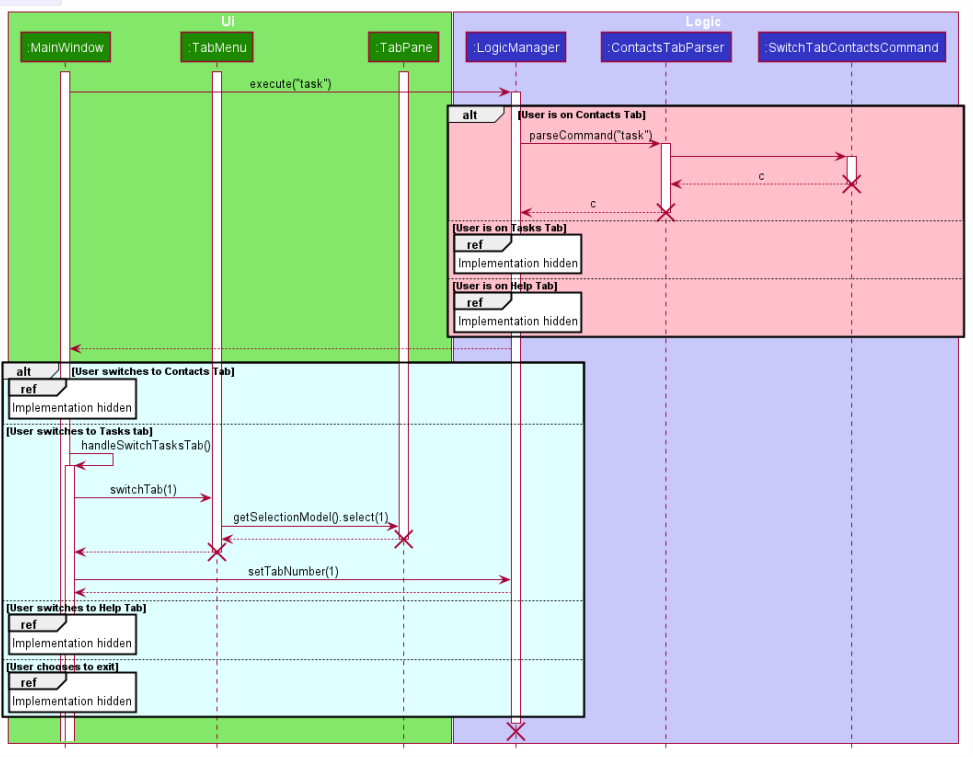 Ui
Logic
:MainWindow
:TabMenu
:TabPane
:LogicManager
:ContactsTabParser
:SwitchTabContactsCommand
execute("task")
alt
[User is on Contacts Tab]
parseCommand("task")
c
c
[User is on Tasks Tab]
ref
Implementation hidden
[User is on Help Tab]
ref
Implementation hidden
alt
[User switches to Contacts Tab]
ref
Implementation hidden
[User switches to Tasks tab]
handleSwitchTasksTab()
switchTab(1)
getSelectionModel().select(1)
setTabNumber(1)
[User switches to Help Tab]
ref
Implementation hidden
[User chooses to exit]
ref
Implementation hidden